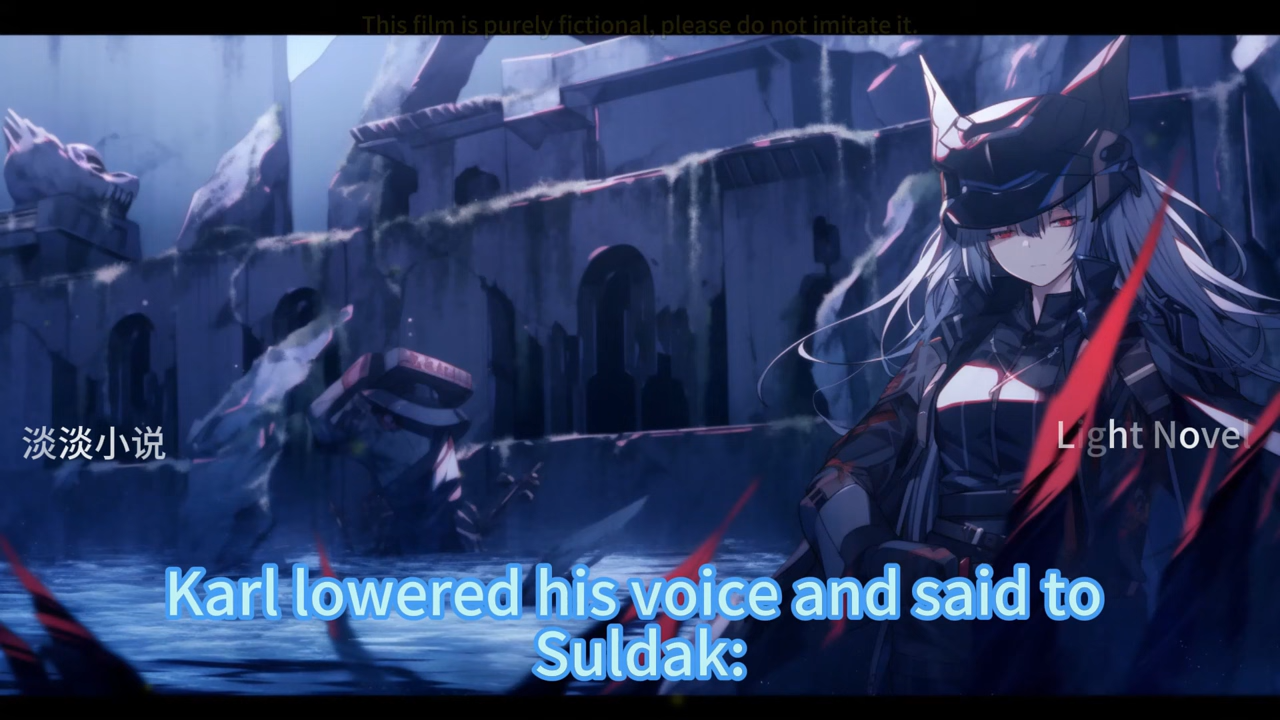 This film is purely fictional, please do not imitate it.
淡淡小说
Light Novel
Karl lowered his voice and said to
Suldak: